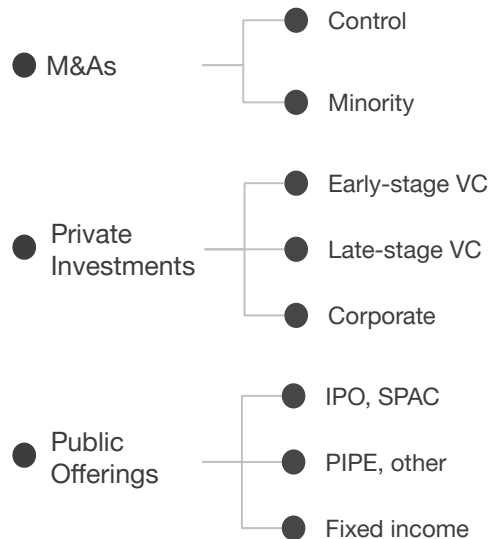 M&As
Control
Minority
Private
Investments
Early-stage VC
Late-stage VC
Corporate
Public
Offerings
IPO, SPAC
PIPE, other
Fixed income